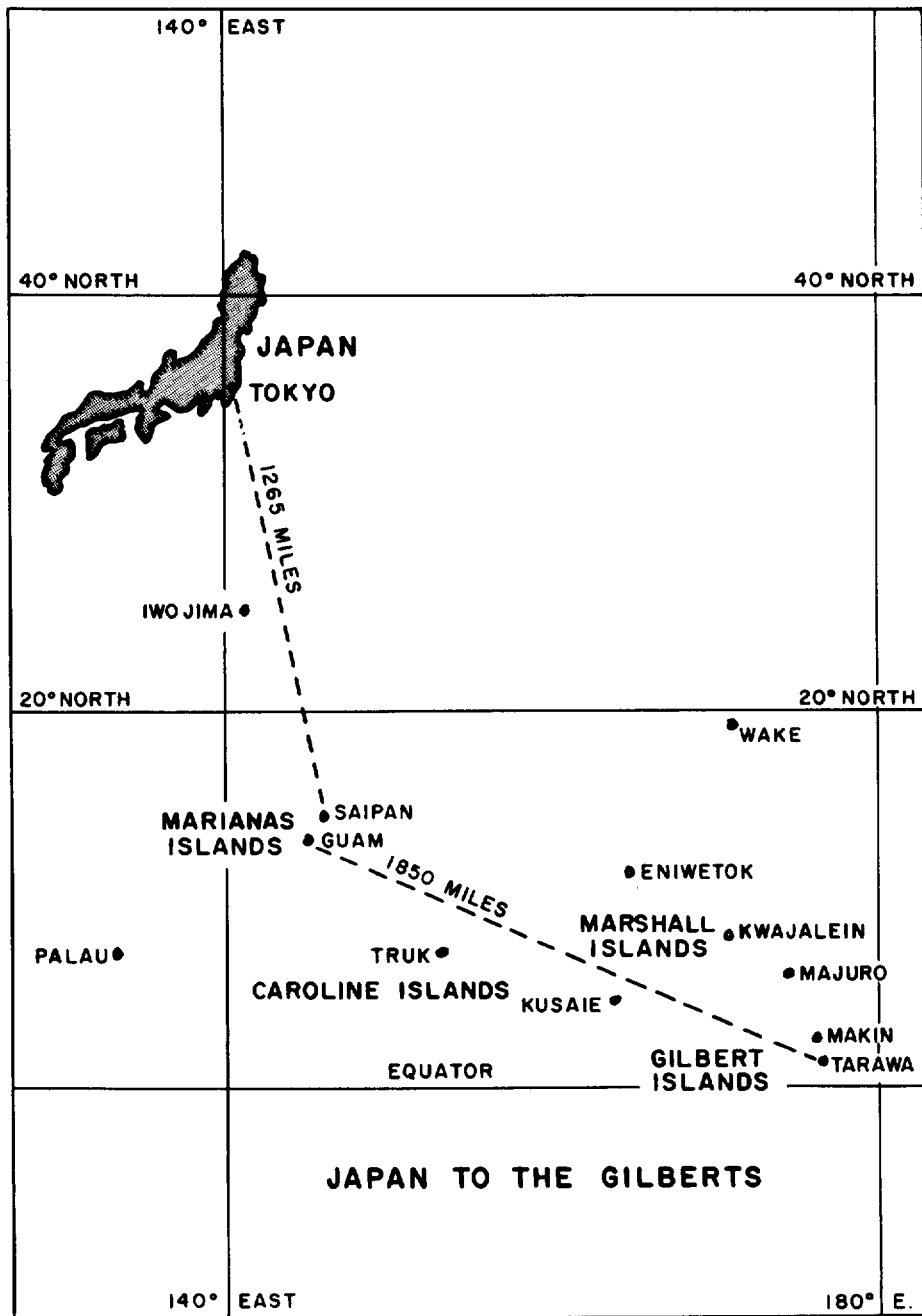 140° EAST
40° NORTH
40° NORTH
JAPAN
TOKYO
1265 MILES
IWOJIMA
20° NORTH
20° NORTH
WAKE
SAIPAN
MARIANAS
ISLANDS
GUAM
1850 MILES
ENIWETOK
MARSHALL
ISLANDS
KWAJALEIN
PALAU
TRUK
MAJURO
CAROLINE ISLANDS
KUSAIE
MAKIN
GILBERT
ISLANDS
TARAWA
EQUATOR
JAPAN TO THE GILBERTS
140° EAST
180° E.